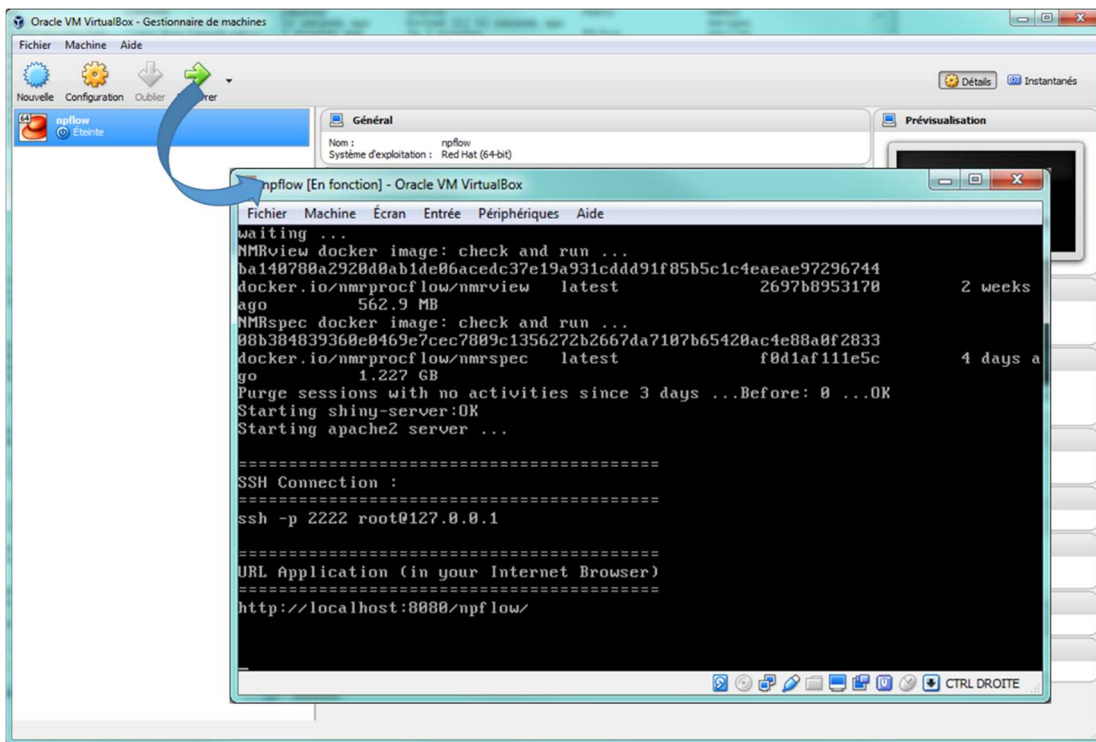 Oracle VM VirtualBox - Gestionnaire de machines
Fichier Machine Aide
Nouvelle Configuration Oublier
Détails Instantanés
64 npflow
Éteinte
Général
Nom : npflow
Système d'exploitation : Red Hat (64-bit)
Prévisualisation
npflow [En fonction] - Oracle VM VirtualBox
Fichier Machine Écran Entrée Périphériques Aide
waiting ...
NMRview docker image: check and run ...
ba140780a2920d0ab1de06acedc37e19a931cddd91f85b5c1c4eaeae97296744
docker.io/nmrprocflow/nmrview latest 2697b8953170 2 weeks
ago 562.9 MB
NMRspec docker image: check and run ...
08b384839360e0469e7cec7809c1356272b2667da7107b65420ac4e88a0f2833
docker.io/nmrprocflow/nmrspec latest f0d1af111e5c 4 days a
go 1.227 GB
Purge sessions with no activities since 3 days ...Before: 0 ...OK
Starting shiny-server:OK
Starting apache2 server ...
==========================================
SSH Connection :
==========================================
ssh -p 2222 root@127.0.0.1
==========================================
URL Application (in your Internet Browser)
==========================================
http://localhost:8080/npflow/
_
CTRL DROITE